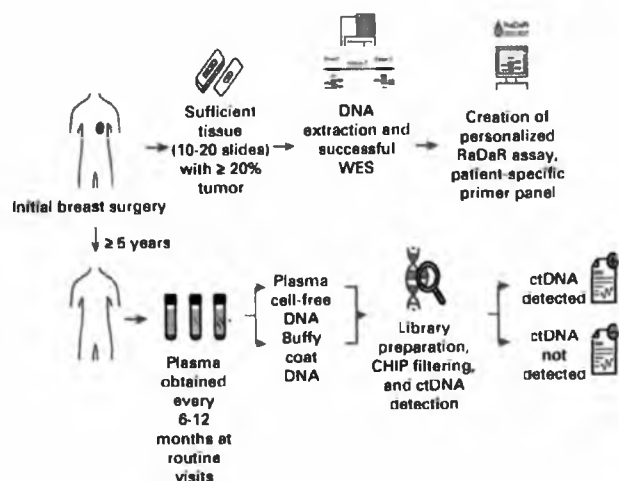 Sufficient
tissue
(10-20 slides)
with ≥ 20%
tumor
DNA
extraction and
successful
WES
Creation of
personalized
RaDaR assay,
patient-specific
primer panel
Initial breast surgery
≥ 5 years
Plasma
obtained
every
6-12
months at
routine
visits
Plasma
cell-free
DNA
Buffy
coat
DNA
Library
preparation,
CHIP filtering,
and ctDNA
detection
ctDNA
detected
ctDNA
not
detected